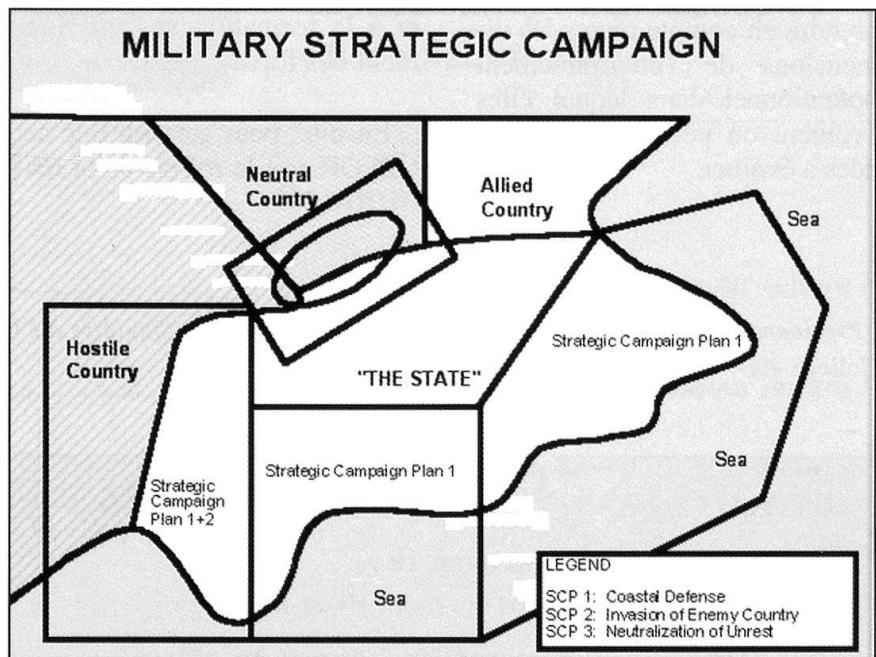 MILITARY STRATEGIC CAMPAIGN
Neutral
Country
Allied
Country
Sea
Hostile
Country
Strategic Campaign Plan 1
"THE STATE"
Sea
Strategic Campaign Plan 1
Strategic
Campaign
Plan 1+2
Sea
LEGEND
SCP 1: Coastal Defense
SCP 2: Invasion of Enemy Country
SCP 3: Neutralization of Unrest